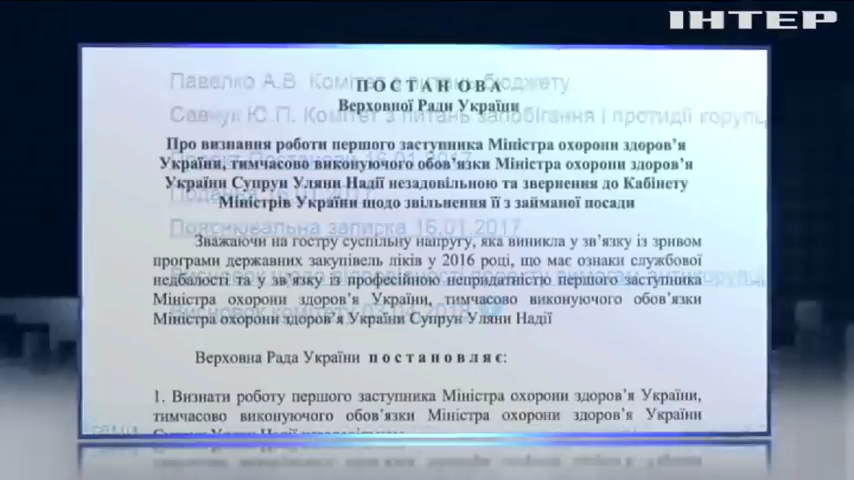 ІНТЕР
Павелко А.В Комітет з питань бюджету
ПОСТАНОВА
Верховної Ради України
Савчук Ю.П. Комітет з питань запобігання і протидії корупц
Про визнання роботи першого заступника Міністра охорони здоров’я
України, тимчасово виконуючого обов’язки Міністра охорони здоров’я
України Супрун Уляни Надії незадовільною та звернення до Кабінету
Міністрів України щодо звільнення її з займаної посади
Пояснювальна записка 16.01.2017
Зважаючи на гостру суспільну напругу, яка виникла у зв’язку із зривом
програми державних закупівель ліків у 2016 році, що має ознаки службової
недбалості та у зв’язку із професійною непридатністю першого заступника
Міністра охорони здоров’я України, тимчасово виконуючого обов’язки
Міністра охорони здоров’я України Супрун Уляни Надії
Верховна Рада України постановляє:
1. Визнати роботу першого заступника Міністра охорони здоров’я України,
тимчасово виконуючого обов’язки Міністра охорони здоров’я України